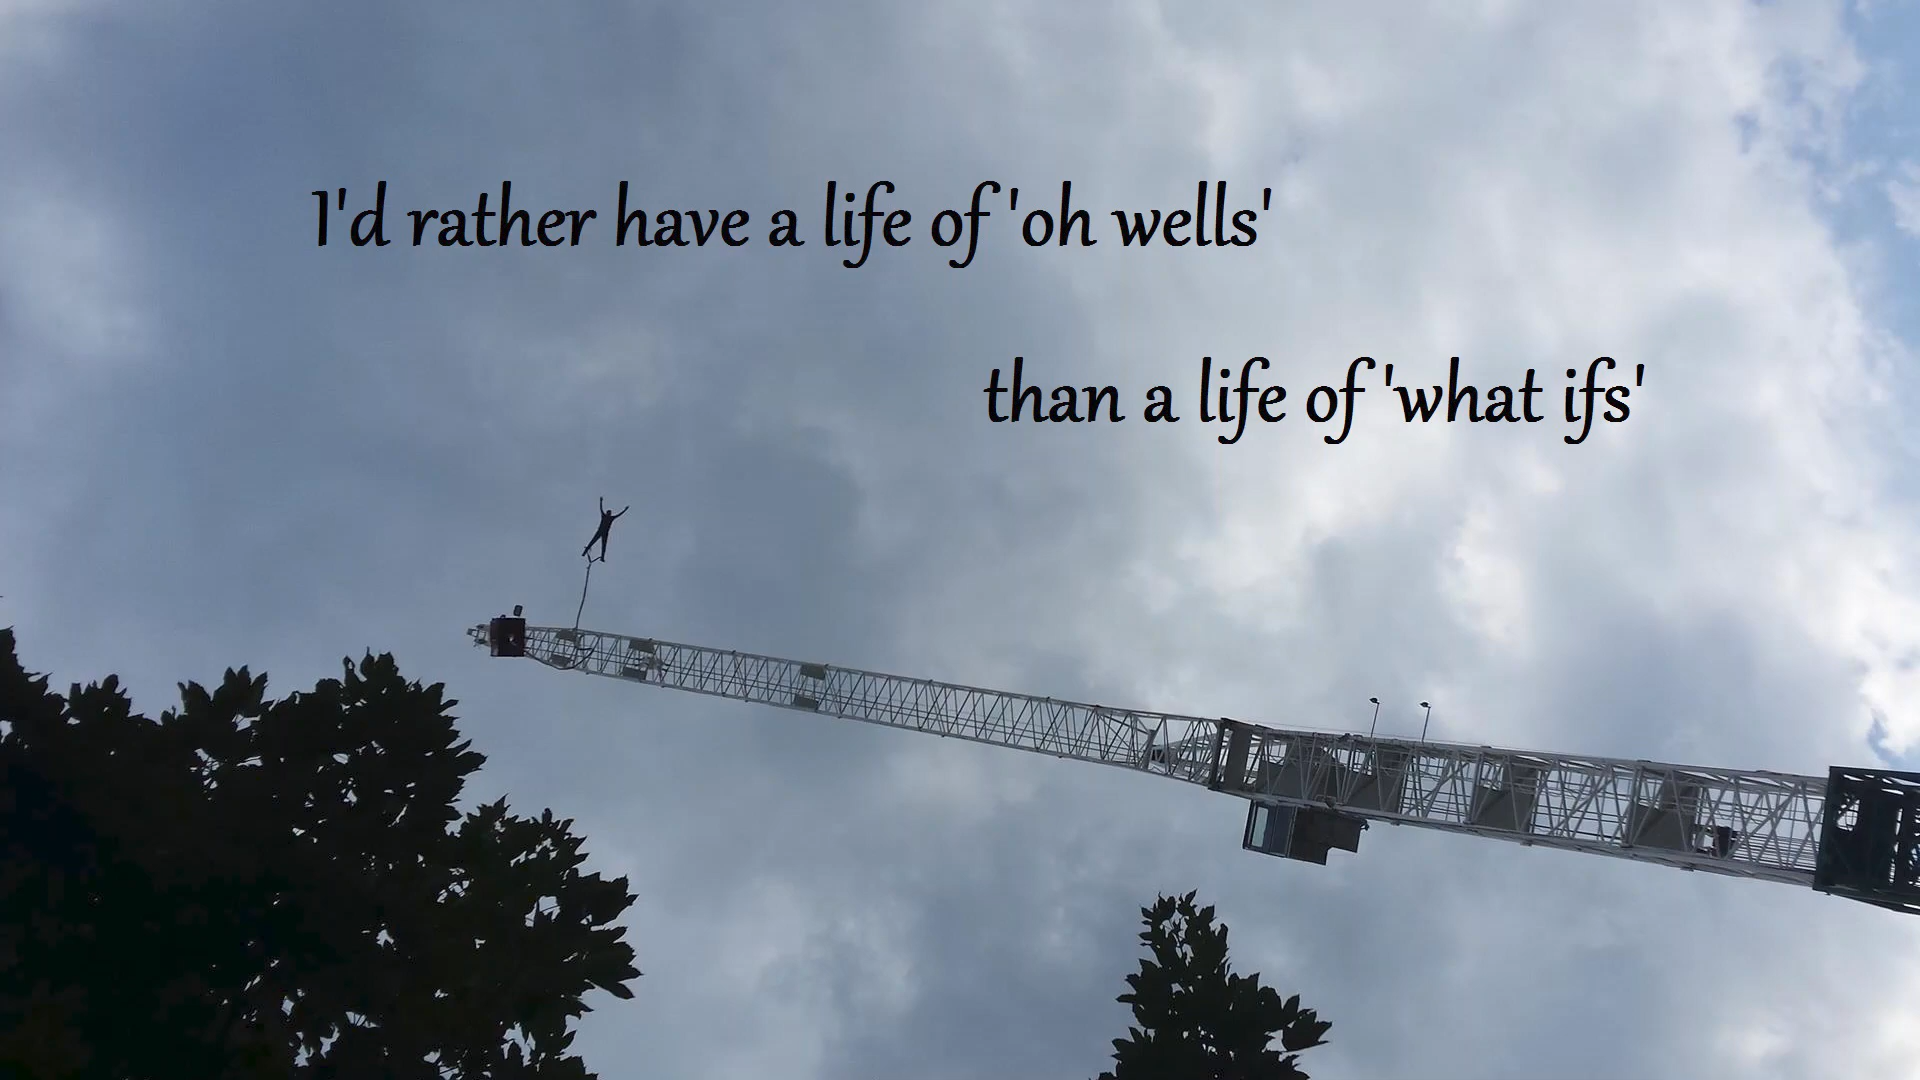 I'd rather have a life of 'oh wells'
than a life of 'what ifs'